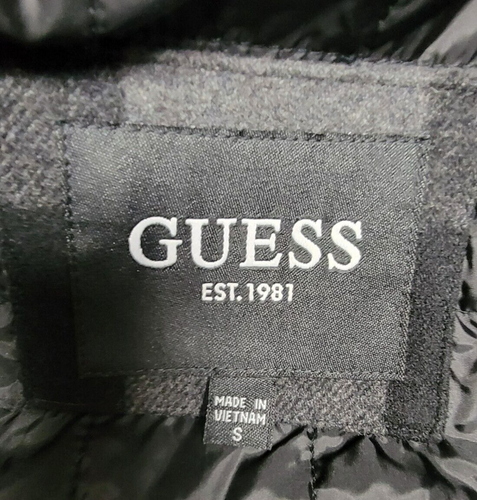 GUESS
EST. 1981
MADE IN
VIETNAM
S